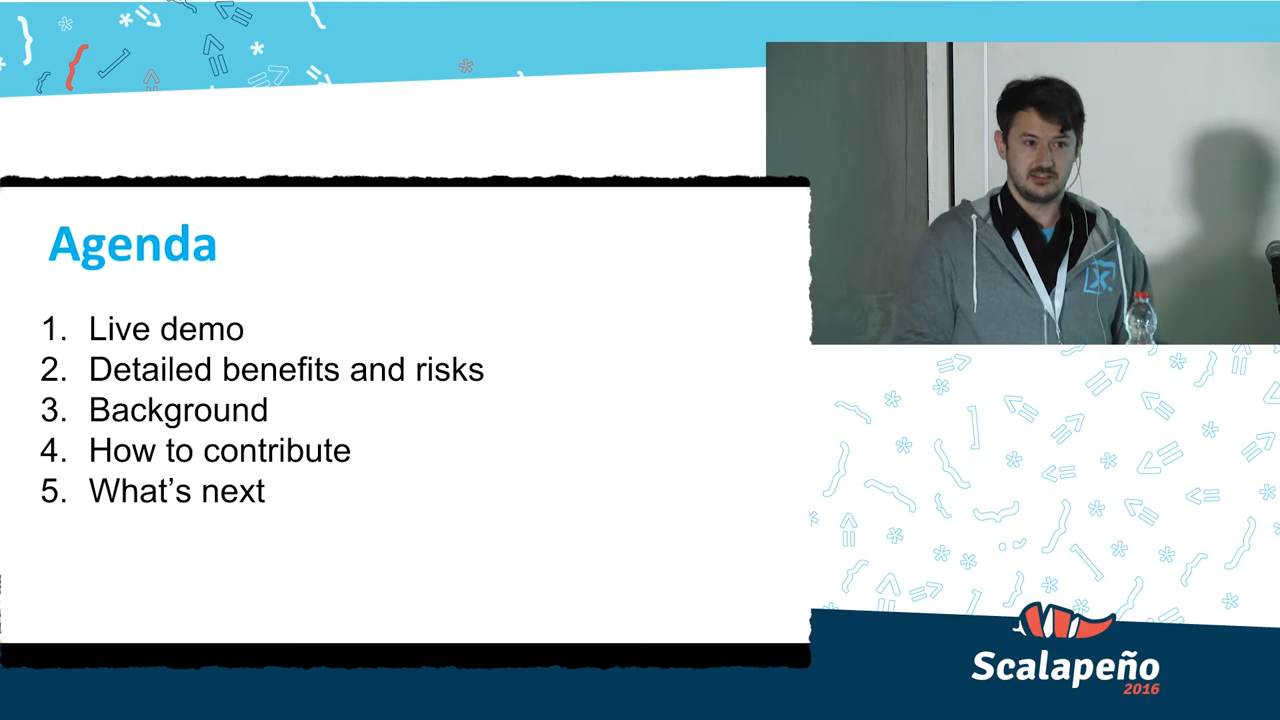 Agenda
1. Live demo
2. Detailed benefits and risks
3. Background
4. How to contribute
5. What’s next
Scalapeño
2016